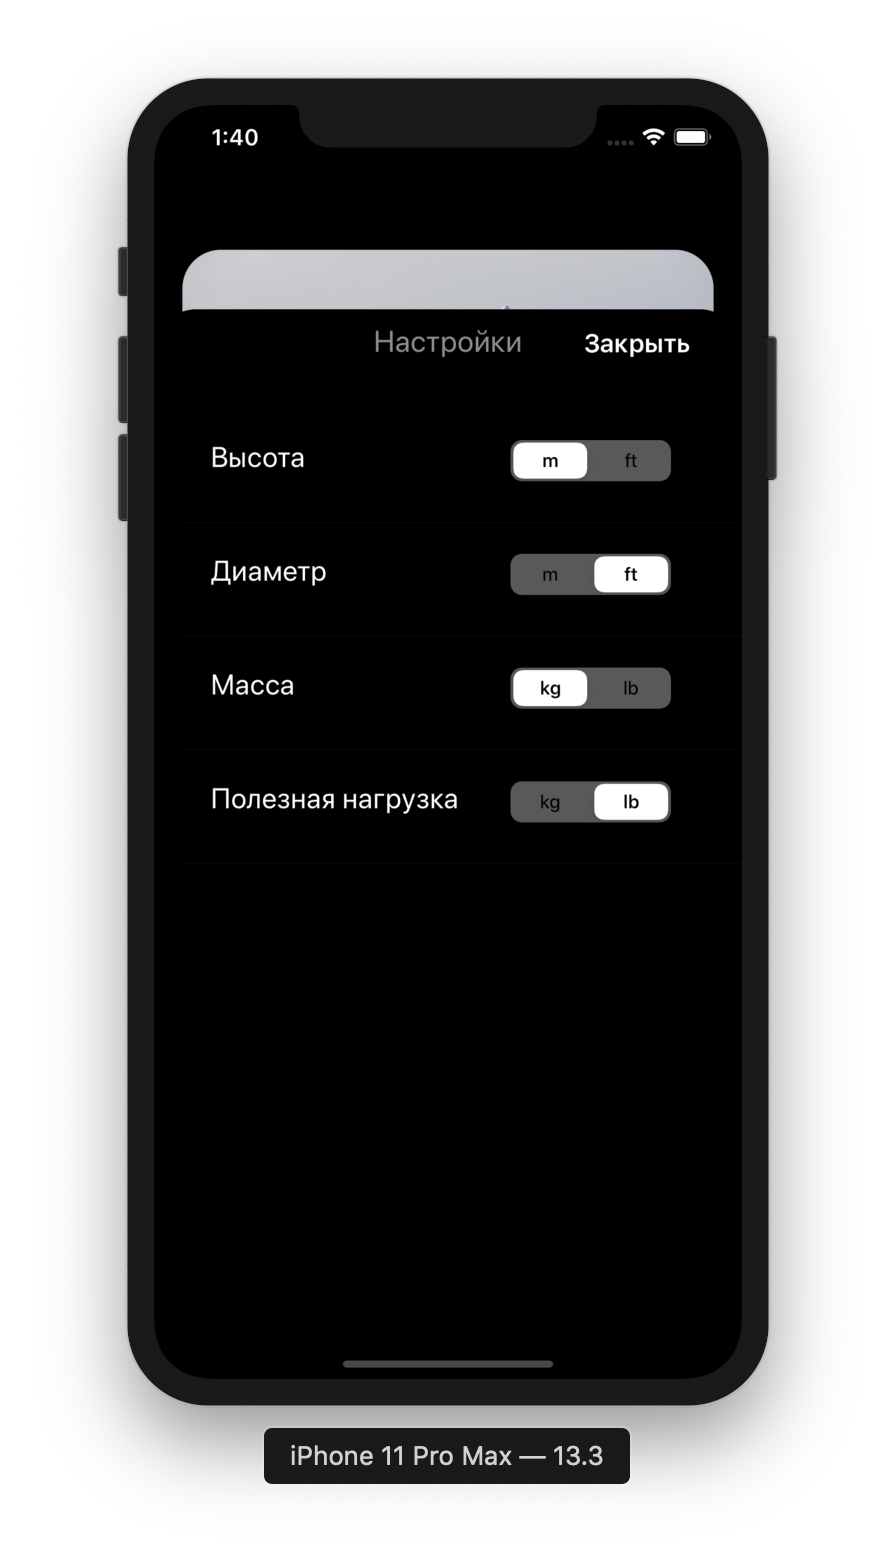 1:40
Настройки Закрыть
Высота m ft
Диаметр m ft
Масса kg lb
Полезная нагрузка kg lb
iPhone 11 Pro Max — 13.3